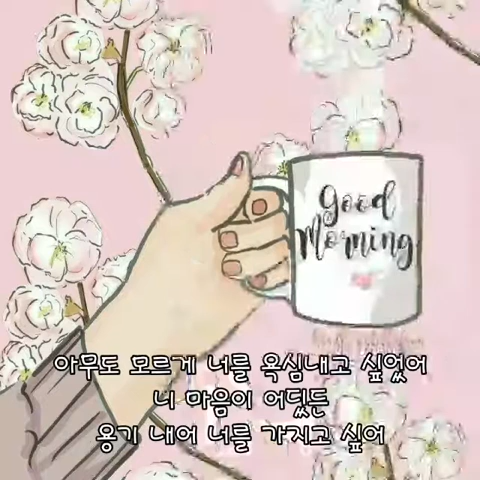 Good
Morning
아무도 모르게 너를 욕심내고 싶었어
니 마음이 어딨든
용기 내어 너를 가지고 싶어